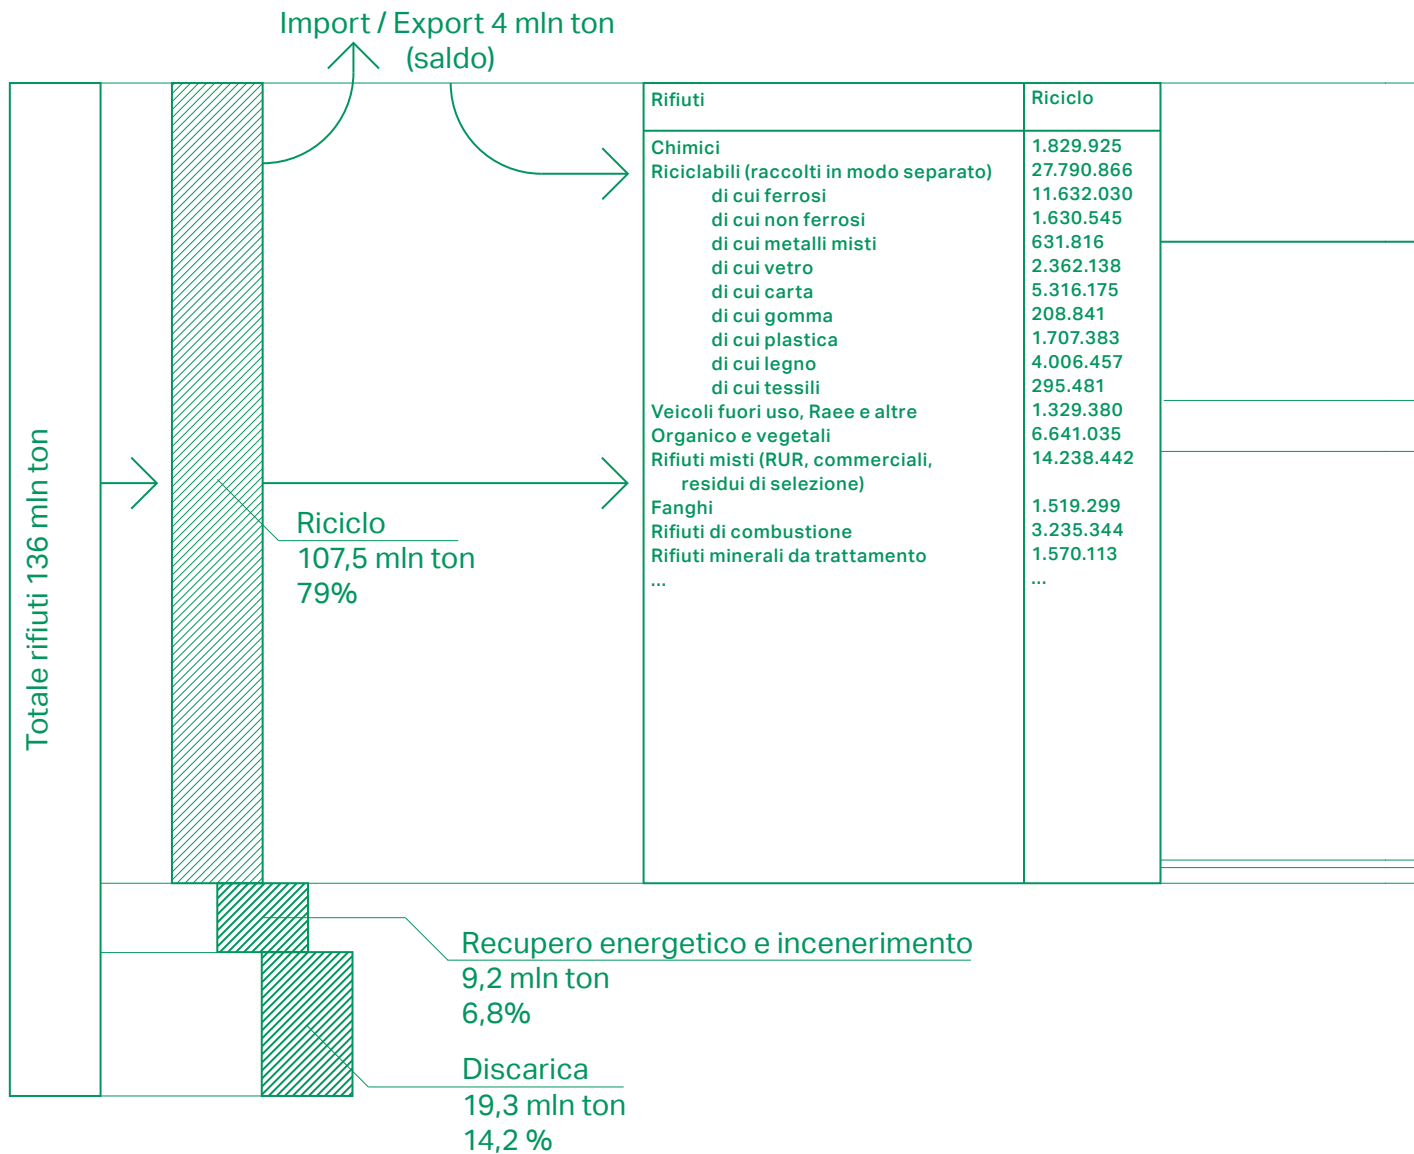 Import / Export 4 mln ton
(saldo)
Totale rifiuti 136 mln ton
Riciclo
107,5 mln ton
79%
Rifiuti Riciclo
Chimici 1.829.925
Riciclabili (raccolti in modo separato) 27.790.866
di cui ferrosi 11.632.030
di cui non ferrosi 1.630.545
di cui metalli misti 631.816
di cui vetro 2.362.138
di cui carta 5.316.175
di cui gomma 208.841
di cui plastica 1.707.383
di cui legno 4.006.457
di cui tessili 295.481
Veicoli fuori uso, Raee e altre 1.329.380
Organico e vegetali 6.641.035
Rifiuti misti (RUR, commerciali, 14.238.442
residui di selezione)
Fanghi 1.519.299
Rifiuti di combustione 3.235.344
Rifiuti minerali da trattamento 1.570.113
... ...
Recupero energetico e incenerimento
9,2 mln ton
6,8%
Discarica
19,3 mln ton
14,2 %